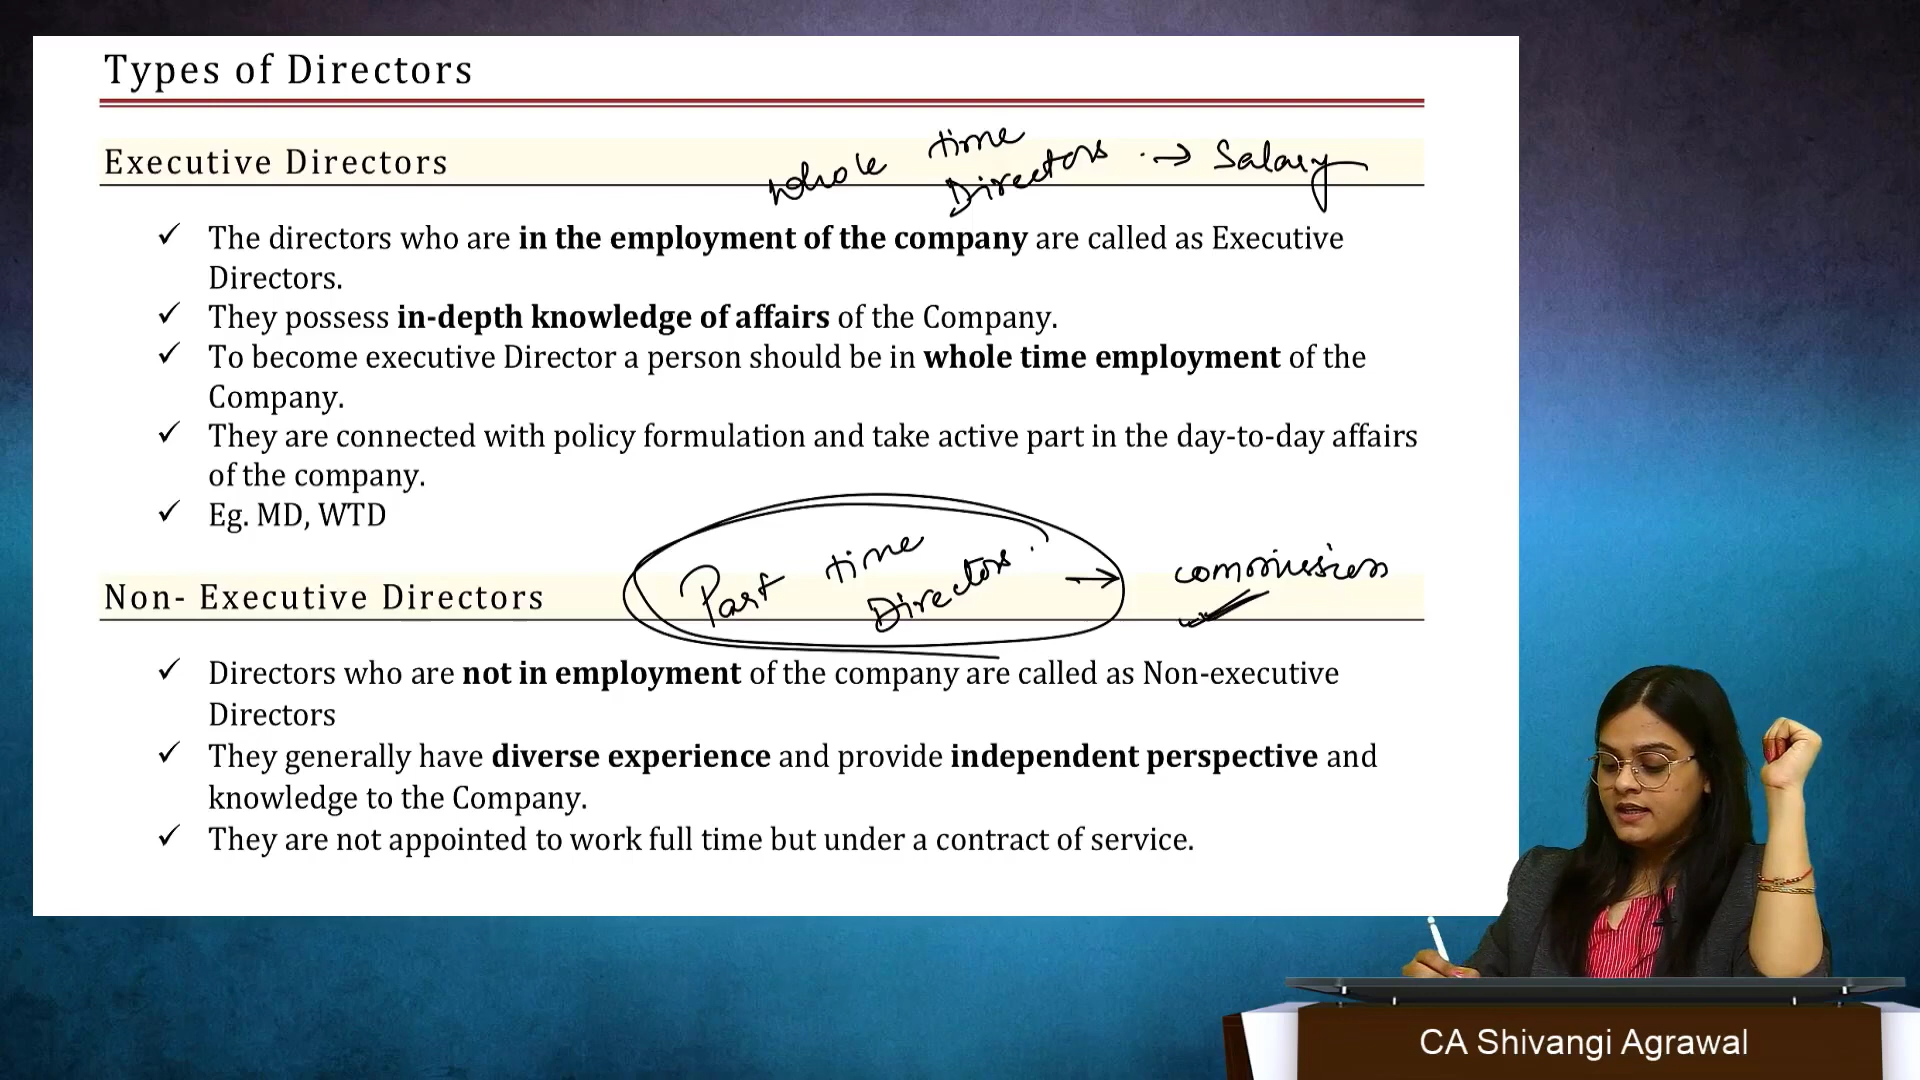 Types of Directors
Executive Directors
whole time Directors → Salary
✓ The directors who are in the employment of the company are called as Executive
Directors.
✓ They possess in-depth knowledge of affairs of the Company.
✓ To become executive Director a person should be in whole time employment of the
Company.
✓ They are connected with policy formulation and take active part in the day-to-day affairs
of the company.
✓ Eg. MD, WTD
Non- Executive Directors
Part time Directors. → commission
✓ Directors who are not in employment of the company are called as Non-executive
Directors
✓ They generally have diverse experience and provide independent perspective and
knowledge to the Company.
✓ They are not appointed to work full time but under a contract of service.
CA Shivangi Agrawal